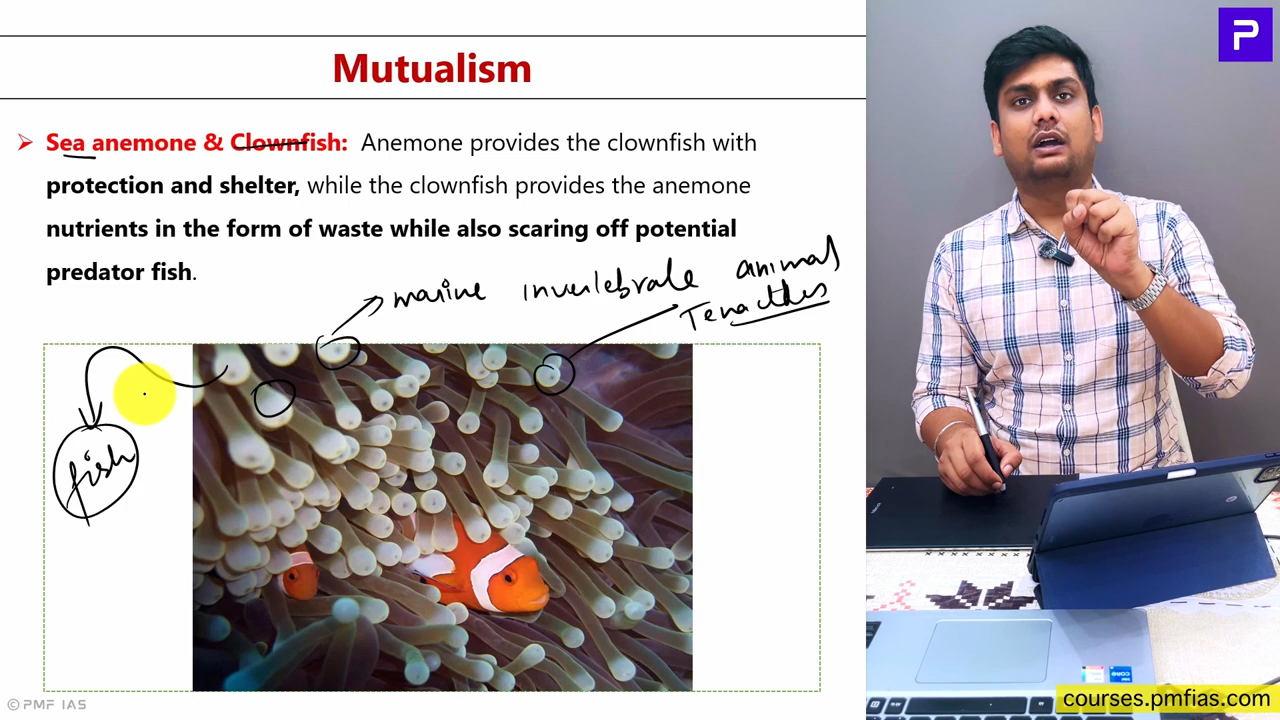 Mutualism
➢ Sea anemone & Clownfish: Anemone provides the clownfish with
protection and shelter, while the clownfish provides the anemone
nutrients in the form of waste while also scaring off potential
predator fish.
marine invertebrate animal
Tenacthes
fish
© PMF IAS
P
courses.pmfias.com